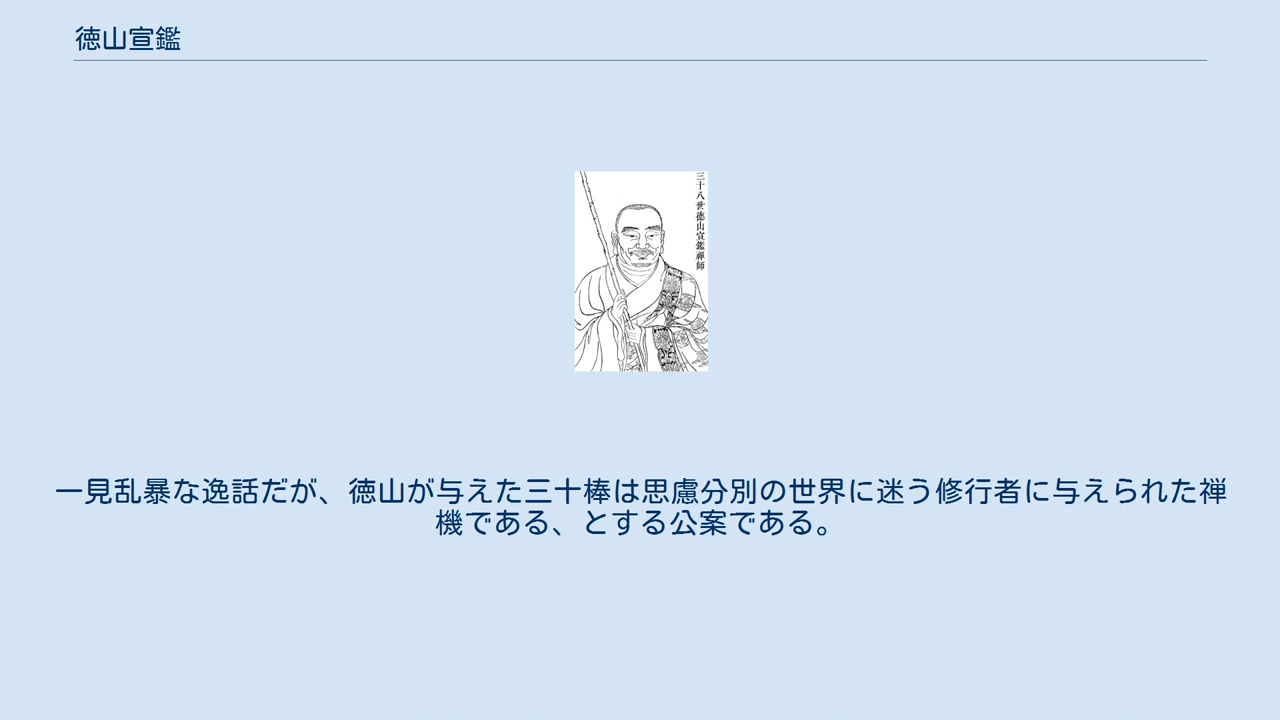 徳山宣鑑
三十八世德山宣鑑禪師
一見乱暴な逸話だが、徳山が与えた三十棒は思慮分別の世界に迷う修行者に与えられた禅
機である、とする公案である。